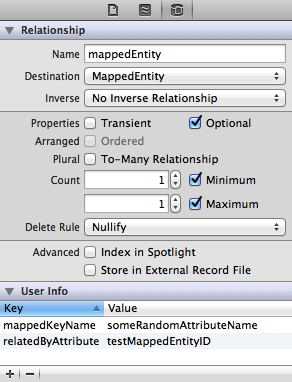 Relationship
Name mappedEntity
Destination MappedEntity
Inverse No Inverse Relationship
Properties Transient Optional
Arranged Ordered
Plural To-Many Relationship
Count 1 Minimum
1 Maximum
Delete Rule Nullify
Advanced Index in Spotlight
Store in External Record File
User Info
Key Value
mappedKeyName someRandomAttributeName
relatedByAttribute testMappedEntityID